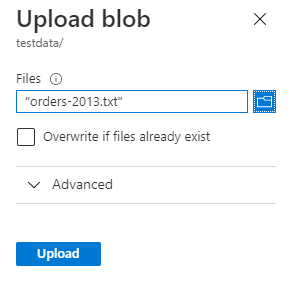 Upload blob
testdata/
Files
"orders-2013.txt"
Overwrite if files already exist
Advanced
Upload